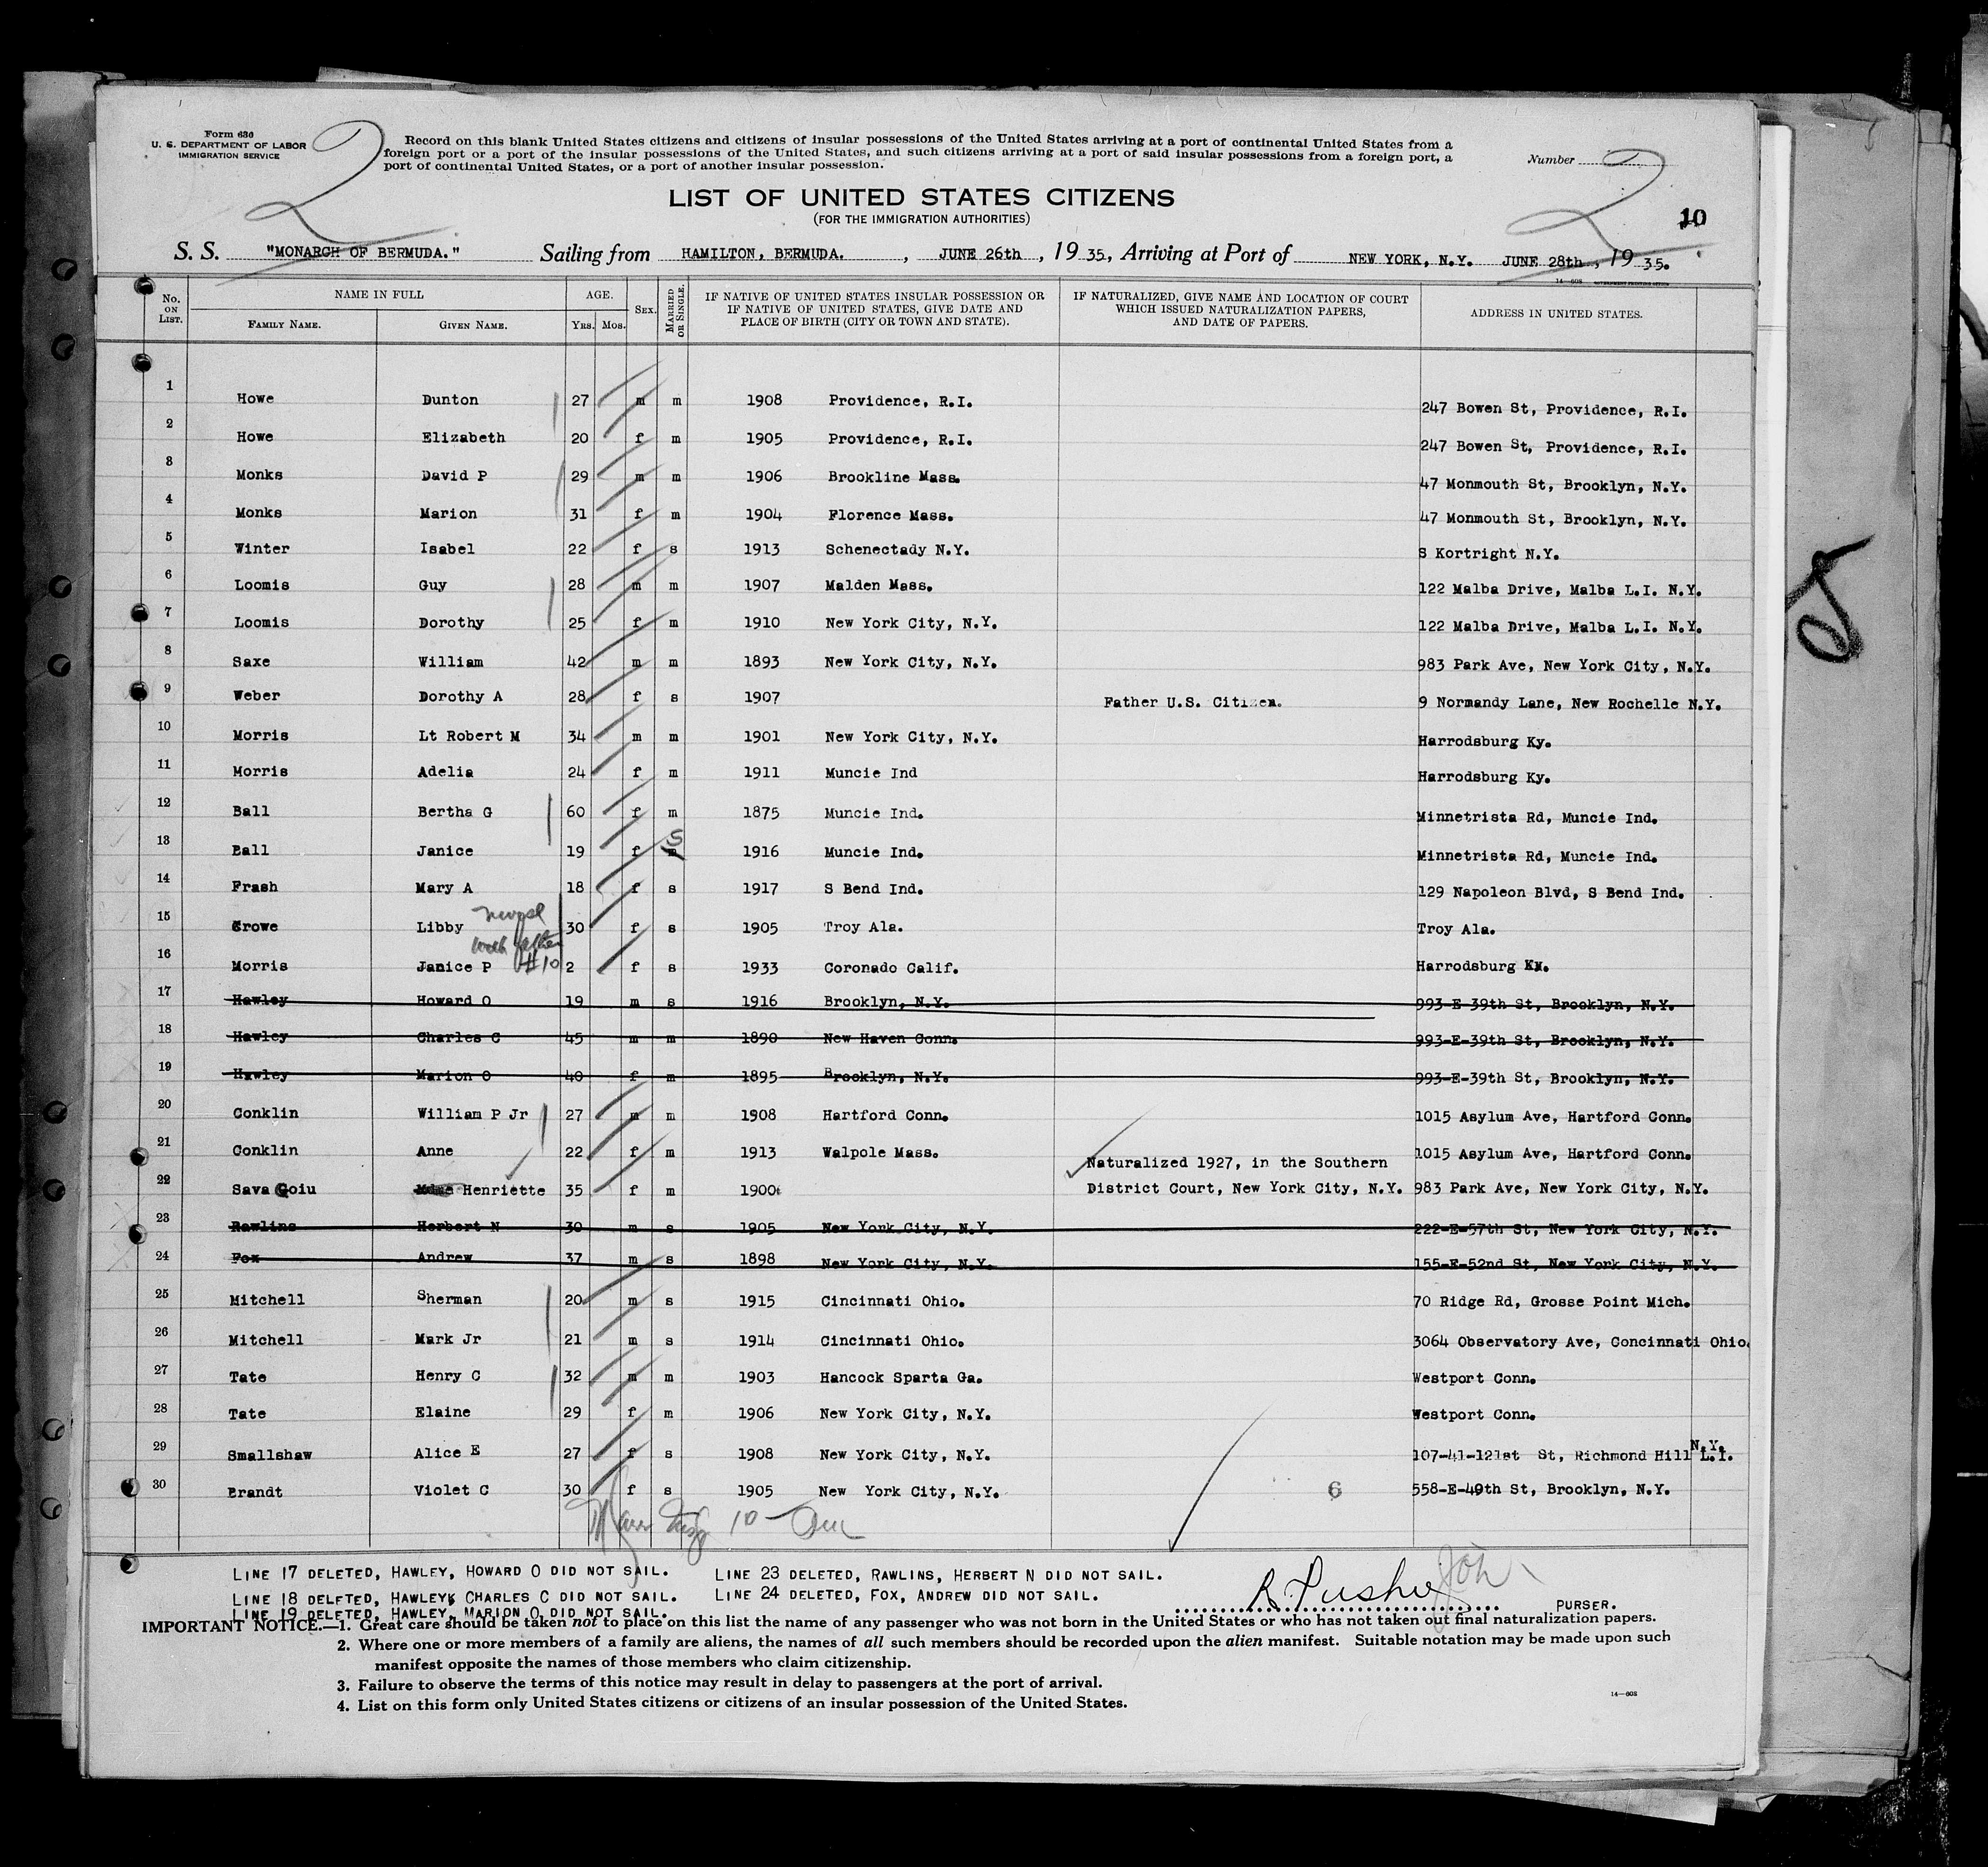 Form 630
U. S. DEPARTMENT OF LABOR
IMMIGRATION SERVICE
2
Record on this blank United States citizens and citizens of insular possessions of the United States arriving at a port of continental United States from a
foreign port or a port of the insular possessions of the United States, and such citizens arriving at a port of said insular possessions from a foreign port, a
port of continental United States, or a port of another insular possession.
Number
2
LIST OF UNITED STATES CITIZENS
(FOR THE IMMIGRATION AUTHORITIES)
10
S. S. "MONARCH OF BERMUDA." Sailing from HAMILTON, BERMUDA. , JUNE 26th , 19 35, Arriving at Port of NEW YORK, N.Y. JUNE 28th , 19 35.
14—608 GOVERNMENT PRINTING OFFICE
No. ON LIST. NAME IN FULL FAMILY NAME. GIVEN NAME. AGE. YRS. MOS. SEX. MARRIED OR SINGLE. IF NATIVE OF UNITED STATES INSULAR POSSESSION OR IF NATIVE OF UNITED STATES, GIVE DATE AND PLACE OF BIRTH (CITY OR TOWN AND STATE). IF NATURALIZED, GIVE NAME AND LOCATION OF COURT WHICH ISSUED NATURALIZATION PAPERS, AND DATE OF PAPERS. ADDRESS IN UNITED STATES.
1 Howe Dunton 27 m m 1908 Providence, R.I. 247 Bowen St, Providence, R.I.
2 Howe Elizabeth 20 f m 1905 Providence, R.I. 247 Bowen St, Providence, R.I.
3 Monks David P 29 m m 1906 Brookline Mass. 47 Monmouth St, Brooklyn, N.Y.
4 Monks Marion 31 f m 1904 Florence Mass. 47 Monmouth St, Brooklyn, N.Y.
5 Winter Isabel 22 f s 1913 Schenectady N.Y. S Kortright N.Y.
6 Loomis Guy 28 m m 1907 Malden Mass. 122 Malba Drive, Malba L.I. N.Y.
7 Loomis Dorothy 25 f m 1910 New York City, N.Y. 122 Malba Drive, Malba L.I. N.Y.
8 Saxe William 42 m m 1893 New York City, N.Y. 983 Park Ave, New York City, N.Y.
9 Weber Dorothy A 28 f s 1907 Father U.S. Citizen. 9 Normandy Lane, New Rochelle N.Y.
10 Morris Lt Robert M 34 m m 1901 New York City, N.Y. Harrodsburg Ky.
11 Morris Adelia 24 f m 1911 Muncie Ind Harrodsburg Ky.
12 Ball Bertha G 60 f m 1875 Muncie Ind. Minnetrista Rd, Muncie Ind.
13 Ball Janice 19 f m S 1916 Muncie Ind. Minnetrista Rd, Muncie Ind.
14 Frash Mary A 18 f s 1917 S Bend Ind. 129 Napoleon Blvd, S Bend Ind.
15 Crowe Libby 30 f s 1905 Troy Ala. Troy Ala.
with father #10
16 Morris Janice P 2 f s 1933 Coronado Calif. Harrodsburg Ky.
17 Hawley Howard O 19 m s 1916 Brooklyn, N.Y. 993-E-39th St, Brooklyn, N.Y.
18 Hawley Charles C 45 m m 1890 New Haven Conn. 993-E-39th St, Brooklyn, N.Y.
19 Hawley Marion O 40 f m 1895 Brooklyn, N.Y. 993-E-39th St, Brooklyn, N.Y.
20 Conklin William P Jr 27 m m 1908 Hartford Conn. 1015 Asylum Ave, Hartford Conn.
21 Conklin Anne 22 f m 1913 Walpole Mass. 1015 Asylum Ave, Hartford Conn.
Naturalized 1927, in the Southern
22 Sava Goiu Mdme Henriette 35 f m 1900 District Court, New York City, N.Y. 983 Park Ave, New York City, N.Y.
23 Rawlins Herbert N 30 m s 1905 New York City, N.Y. 222-E-57th St, New York City, N.Y.
24 Fox Andrew 37 m s 1898 New York City, N.Y. 155-E-52nd St, New York City, N.Y.
25 Mitchell Sherman 20 m s 1915 Cincinnati Ohio. 70 Ridge Rd, Grosse Point Mich.
26 Mitchell Mark Jr 21 m s 1914 Cincinnati Ohio. 3064 Observatory Ave, Concinnati Ohio.
27 Tate Henry C 32 m m 1903 Hancock Sparta Ga. Westport Conn.
28 Tate Elaine 29 f m 1906 New York City, N.Y. Westport Conn.
29 Smallshaw Alice E 27 f s 1908 New York City, N.Y. 107-41-121st St, Richmond Hill L.I. N.Y.
30 Brandt Violet C 30 f s 1905 New York City, N.Y. 6 558-E-49th St, Brooklyn, N.Y.
10
LINE 17 DELETED, HAWLEY, HOWARD O DID NOT SAIL. LINE 23 DELETED, RAWLINS, HERBERT N DID NOT SAIL.
LINE 18 DELETED, HAWLEY, CHARLES C DID NOT SAIL. LINE 24 DELETED, FOX, ANDREW DID NOT SAIL.
LINE 19 DELETED, HAWLEY, MARION O, DID NOT SAIL.
PURSER.
IMPORTANT NOTICE.—1. Great care should be taken not to place on this list the name of any passenger who was not born in the United States or who has not taken out final naturalization papers.
2. Where one or more members of a family are aliens, the names of all such members should be recorded upon the alien manifest. Suitable notation may be made upon such
manifest opposite the names of those members who claim citizenship.
3. Failure to observe the terms of this notice may result in delay to passengers at the port of arrival.
4. List on this form only United States citizens or citizens of an insular possession of the United States.
14—608